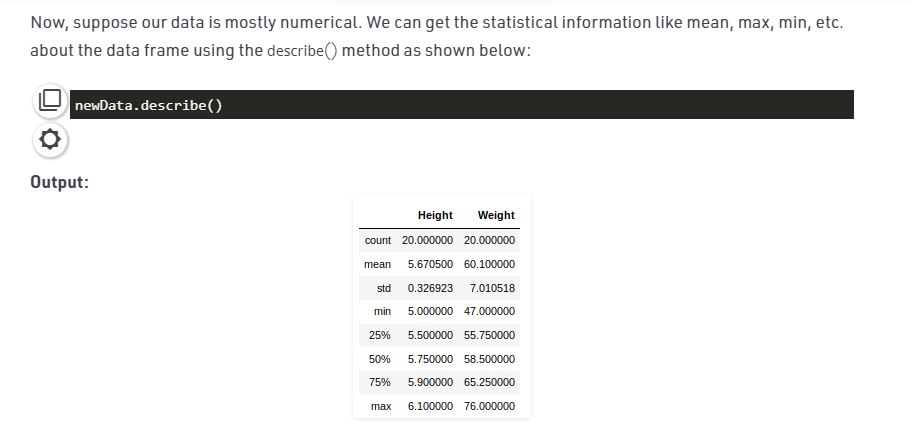 Now, suppose our data is mostly numerical. We can get the statistical information like mean, max, min, etc.
about the data frame using the describe() method as shown below:
newData.describe()
Output:
Height Weight
count 20.000000 20.000000
mean 5.670500 60.100000
std 0.326923 7.010518
min 5.000000 47.000000
25% 5.500000 55.750000
50% 5.750000 58.500000
75% 5.900000 65.250000
max 6.100000 76.000000